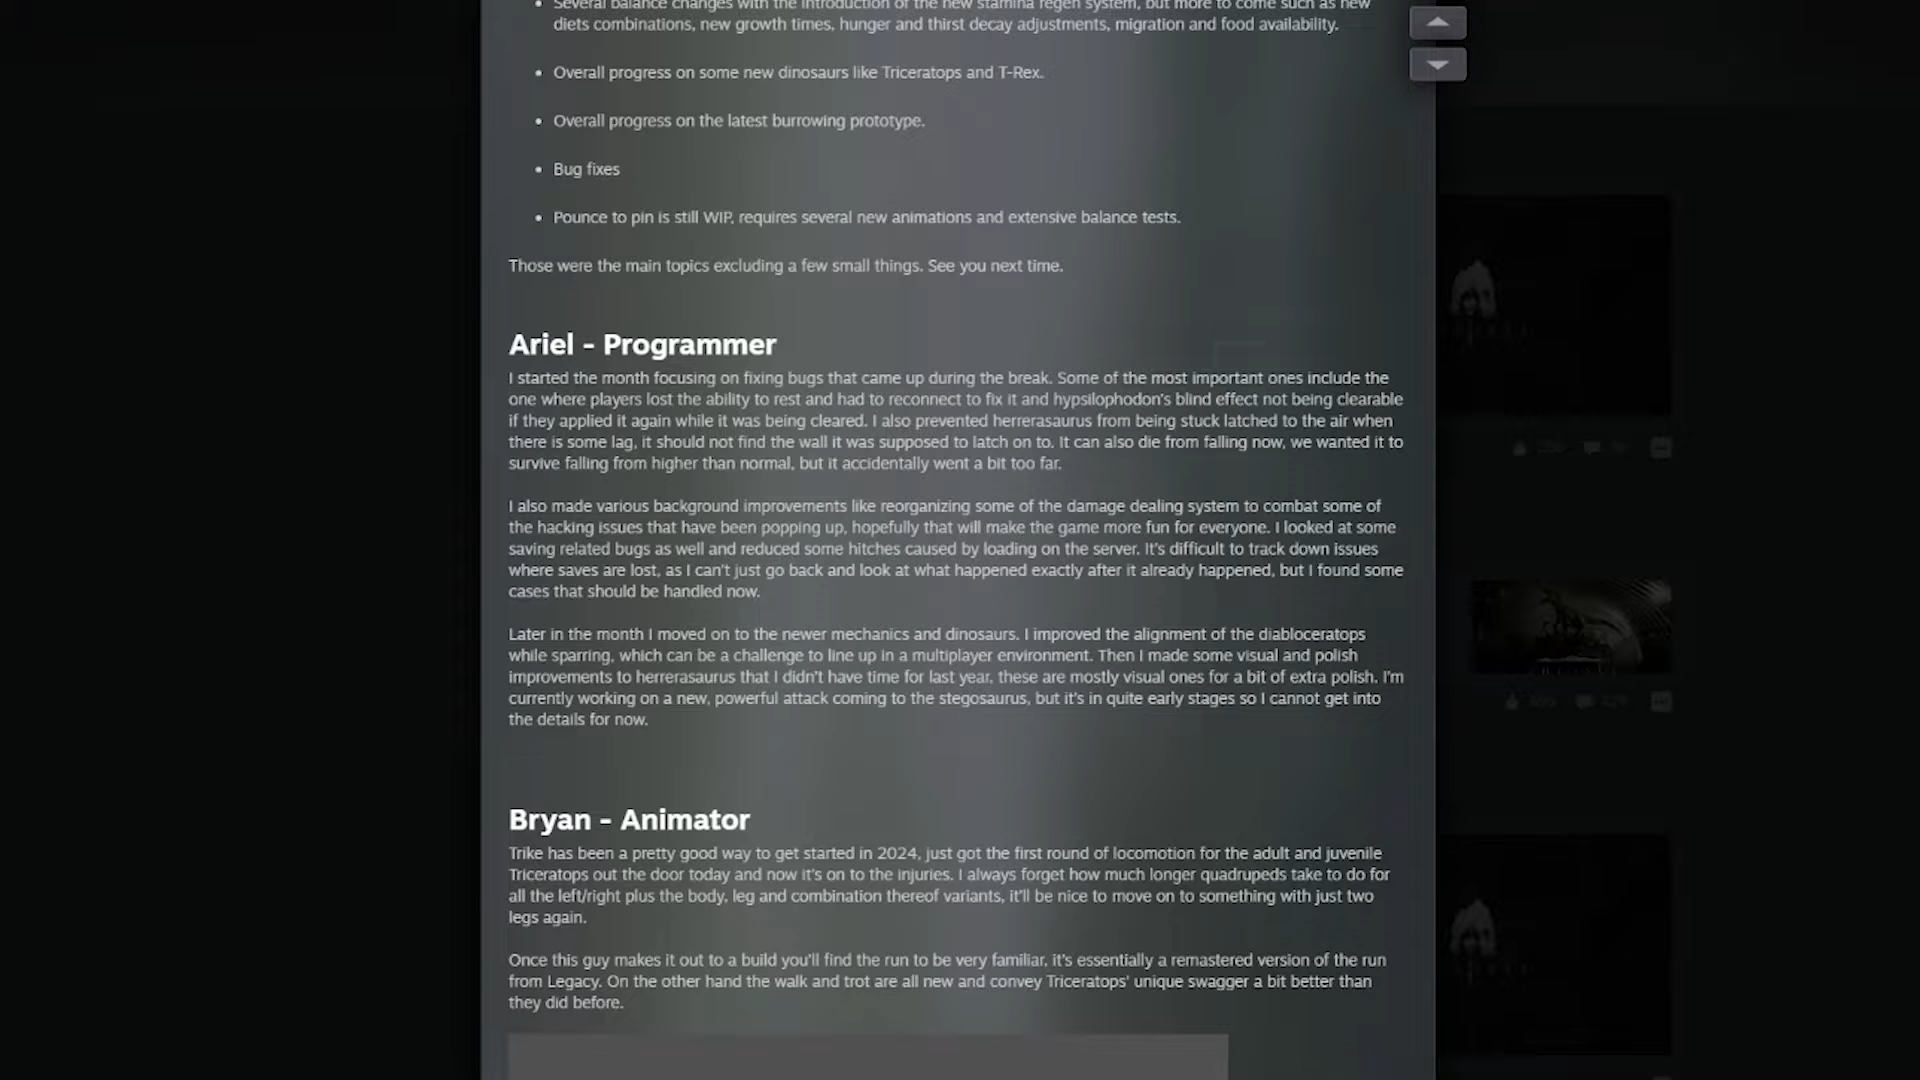 Several balance changes with the introduction of the new stamina regen system, but more to come such as new
diets combinations, new growth times, hunger and thirst decay adjustments, migration and food availability.
• Overall progress on some new dinosaurs like Triceratops and T-Rex.
• Overall progress on the latest burrowing prototype.
• Bug fixes
• Pounce to pin is still WIP, requires several new animations and extensive balance tests.
Those were the main topics excluding a few small things. See you next time.
Ariel - Programmer
I started the month focusing on fixing bugs that came up during the break. Some of the most important ones include the
one where players lost the ability to rest and had to reconnect to fix it and hypsilophodon's blind effect not being clearable
if they applied it again while it was being cleared. I also prevented herrerasaurus from being stuck latched to the air when
there is some lag, it should not find the wall it was supposed to latch on to. It can also die from falling now, we wanted it to
survive falling from higher than normal, but it accidentally went a bit too far.
I also made various background improvements like reorganizing some of the damage dealing system to combat some of
the hacking issues that have been popping up, hopefully that will make the game more fun for everyone. I looked at some
saving related bugs as well and reduced some hitches caused by loading on the server. It's difficult to track down issues
where saves are lost, as I can't just go back and look at what happened exactly after it already happened, but I found some
cases that should be handled now.
Later in the month I moved on to the newer mechanics and dinosaurs. I improved the alignment of the diabloceratops
while sparring, which can be a challenge to line up in a multiplayer environment. Then I made some visual and polish
improvements to herrerasaurus that I didn't have time for last year, these are mostly visual ones for a bit of extra polish. I'm
currently working on a new, powerful attack coming to the stegosaurus, but it's in quite early stages so I cannot get into
the details for now.
Bryan - Animator
Trike has been a pretty good way to get started in 2024, just got the first round of locomotion for the adult and juvenile
Triceratops out the door today and now it's on to the injuries. I always forget how much longer quadrupeds take to do for
all the left/right plus the body, leg and combination thereof variants, it'll be nice to move on to something with just two
legs again.
Once this guy makes it out to a build you'll find the run to be very familiar, it's essentially a remastered version of the run
from Legacy. On the other hand the walk and trot are all new and convey Triceratops' unique swagger a bit better than
they did before.